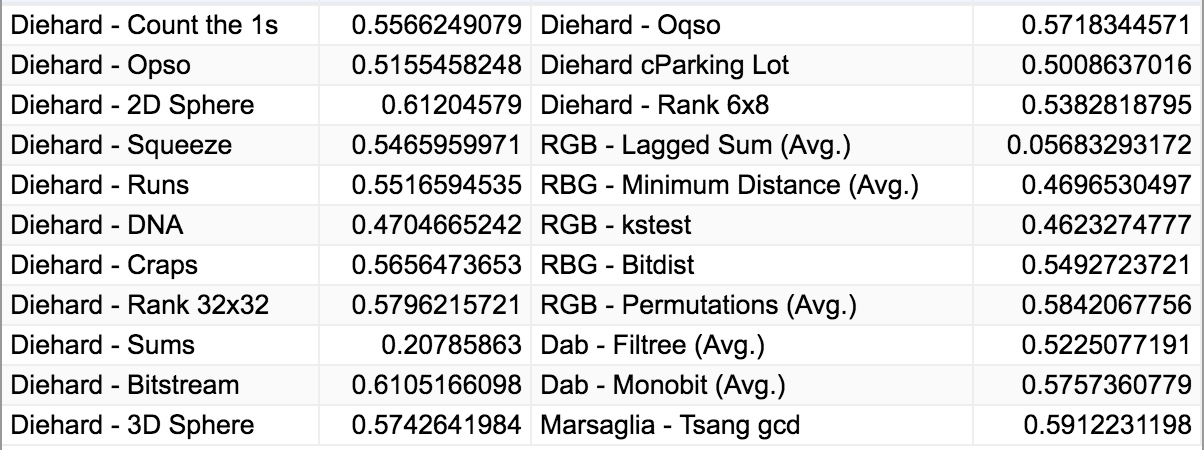 Diehard - Count the 1s 0.5566249079 Diehard - Oqso 0.5718344571
Diehard - Opso 0.5155458248 Diehard cParking Lot 0.5008637016
Diehard - 2D Sphere 0.61204579 Diehard - Rank 6x8 0.5382818795
Diehard - Squeeze 0.5465959971 RGB - Lagged Sum (Avg.) 0.05683293172
Diehard - Runs 0.5516594535 RBG - Minimum Distance (Avg.) 0.4696530497
Diehard - DNA 0.4704665242 RGB - kstest 0.4623274777
Diehard - Craps 0.5656473653 RBG - Bitdist 0.5492723721
Diehard - Rank 32x32 0.5796215721 RGB - Permutations (Avg.) 0.5842067756
Diehard - Sums 0.20785863 Dab - Filtree (Avg.) 0.5225077191
Diehard - Bitstream 0.6105166098 Dab - Monobit (Avg.) 0.5757360779
Diehard - 3D Sphere 0.5742641984 Marsaglia - Tsang gcd 0.5912231198